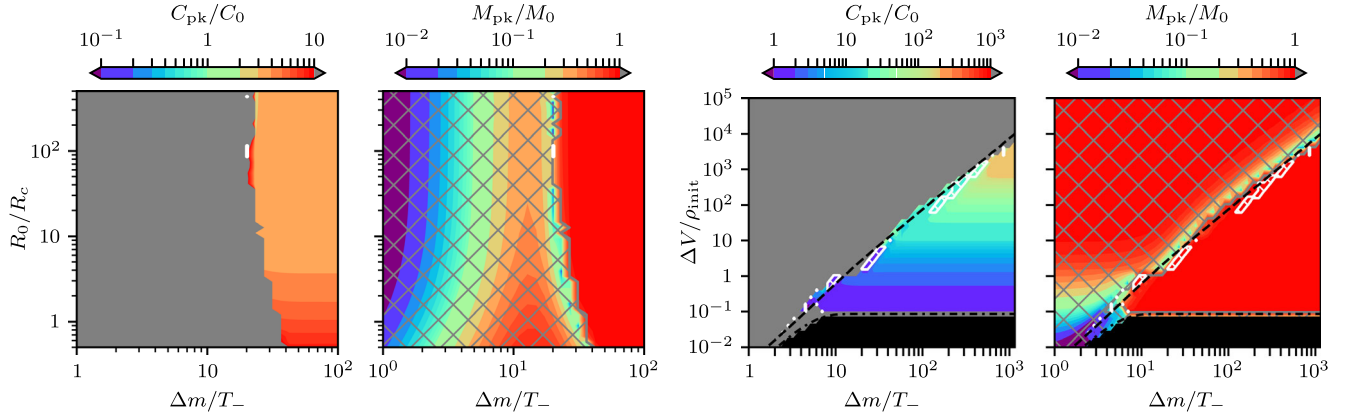 C_pk/C_0 M_pk/M_0 C_pk/C_0 M_pk/M_0
10^−1 1 10 10^−2 10^−1 1 1 10 10^2 10^3 10^−2 10^−1 1
R_0/R_c
10^2
10
1
1 10 10^2
Δm/T_−
10^0 10^1 10^2
Δm/T_−
ΔV/ρ_init
10^5
10^4
10^3
10^2
10
1
10^−1
10^−2
1 10 10^2 10^3
Δm/T_−
10^0 10^1 10^2 10^3
Δm/T_−